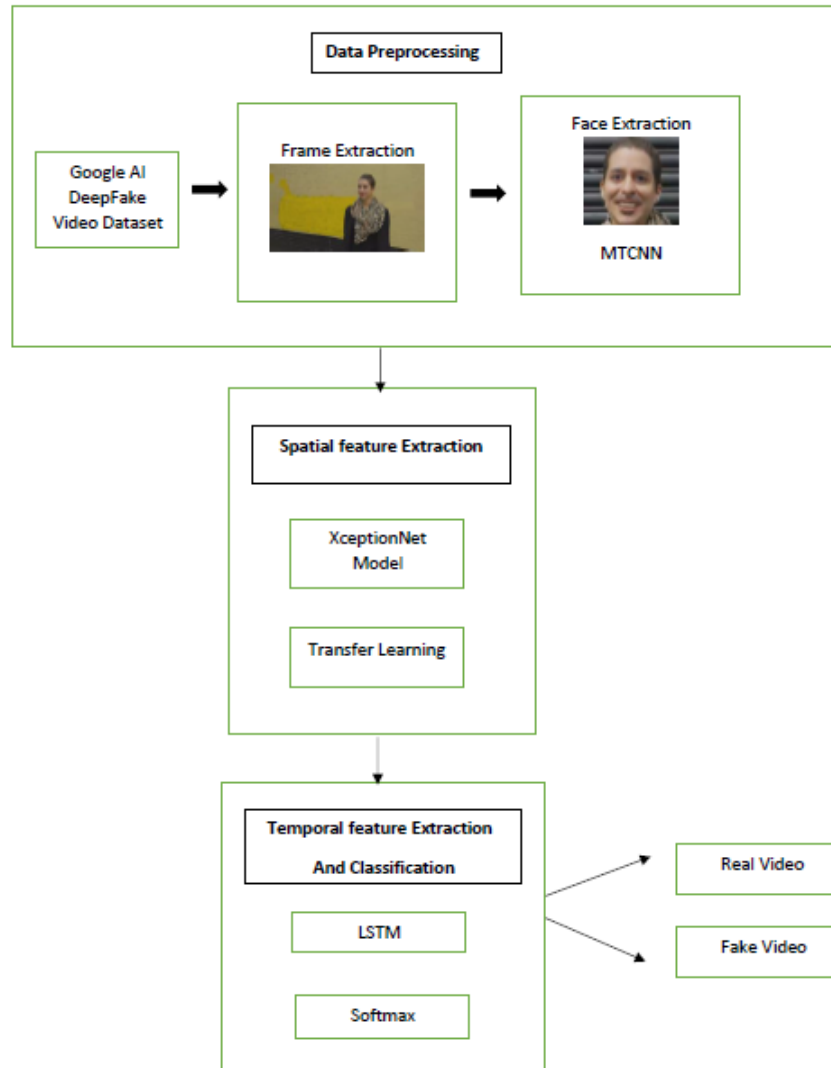 Data Preprocessing
Google AI
DeepFake
Video Dataset
Frame Extraction
Face Extraction
MTCNN
Spatial feature Extraction
XceptionNet
Model
Transfer Learning
Temporal feature Extraction
And Classification
LSTM
Softmax
Real Video
Fake Video